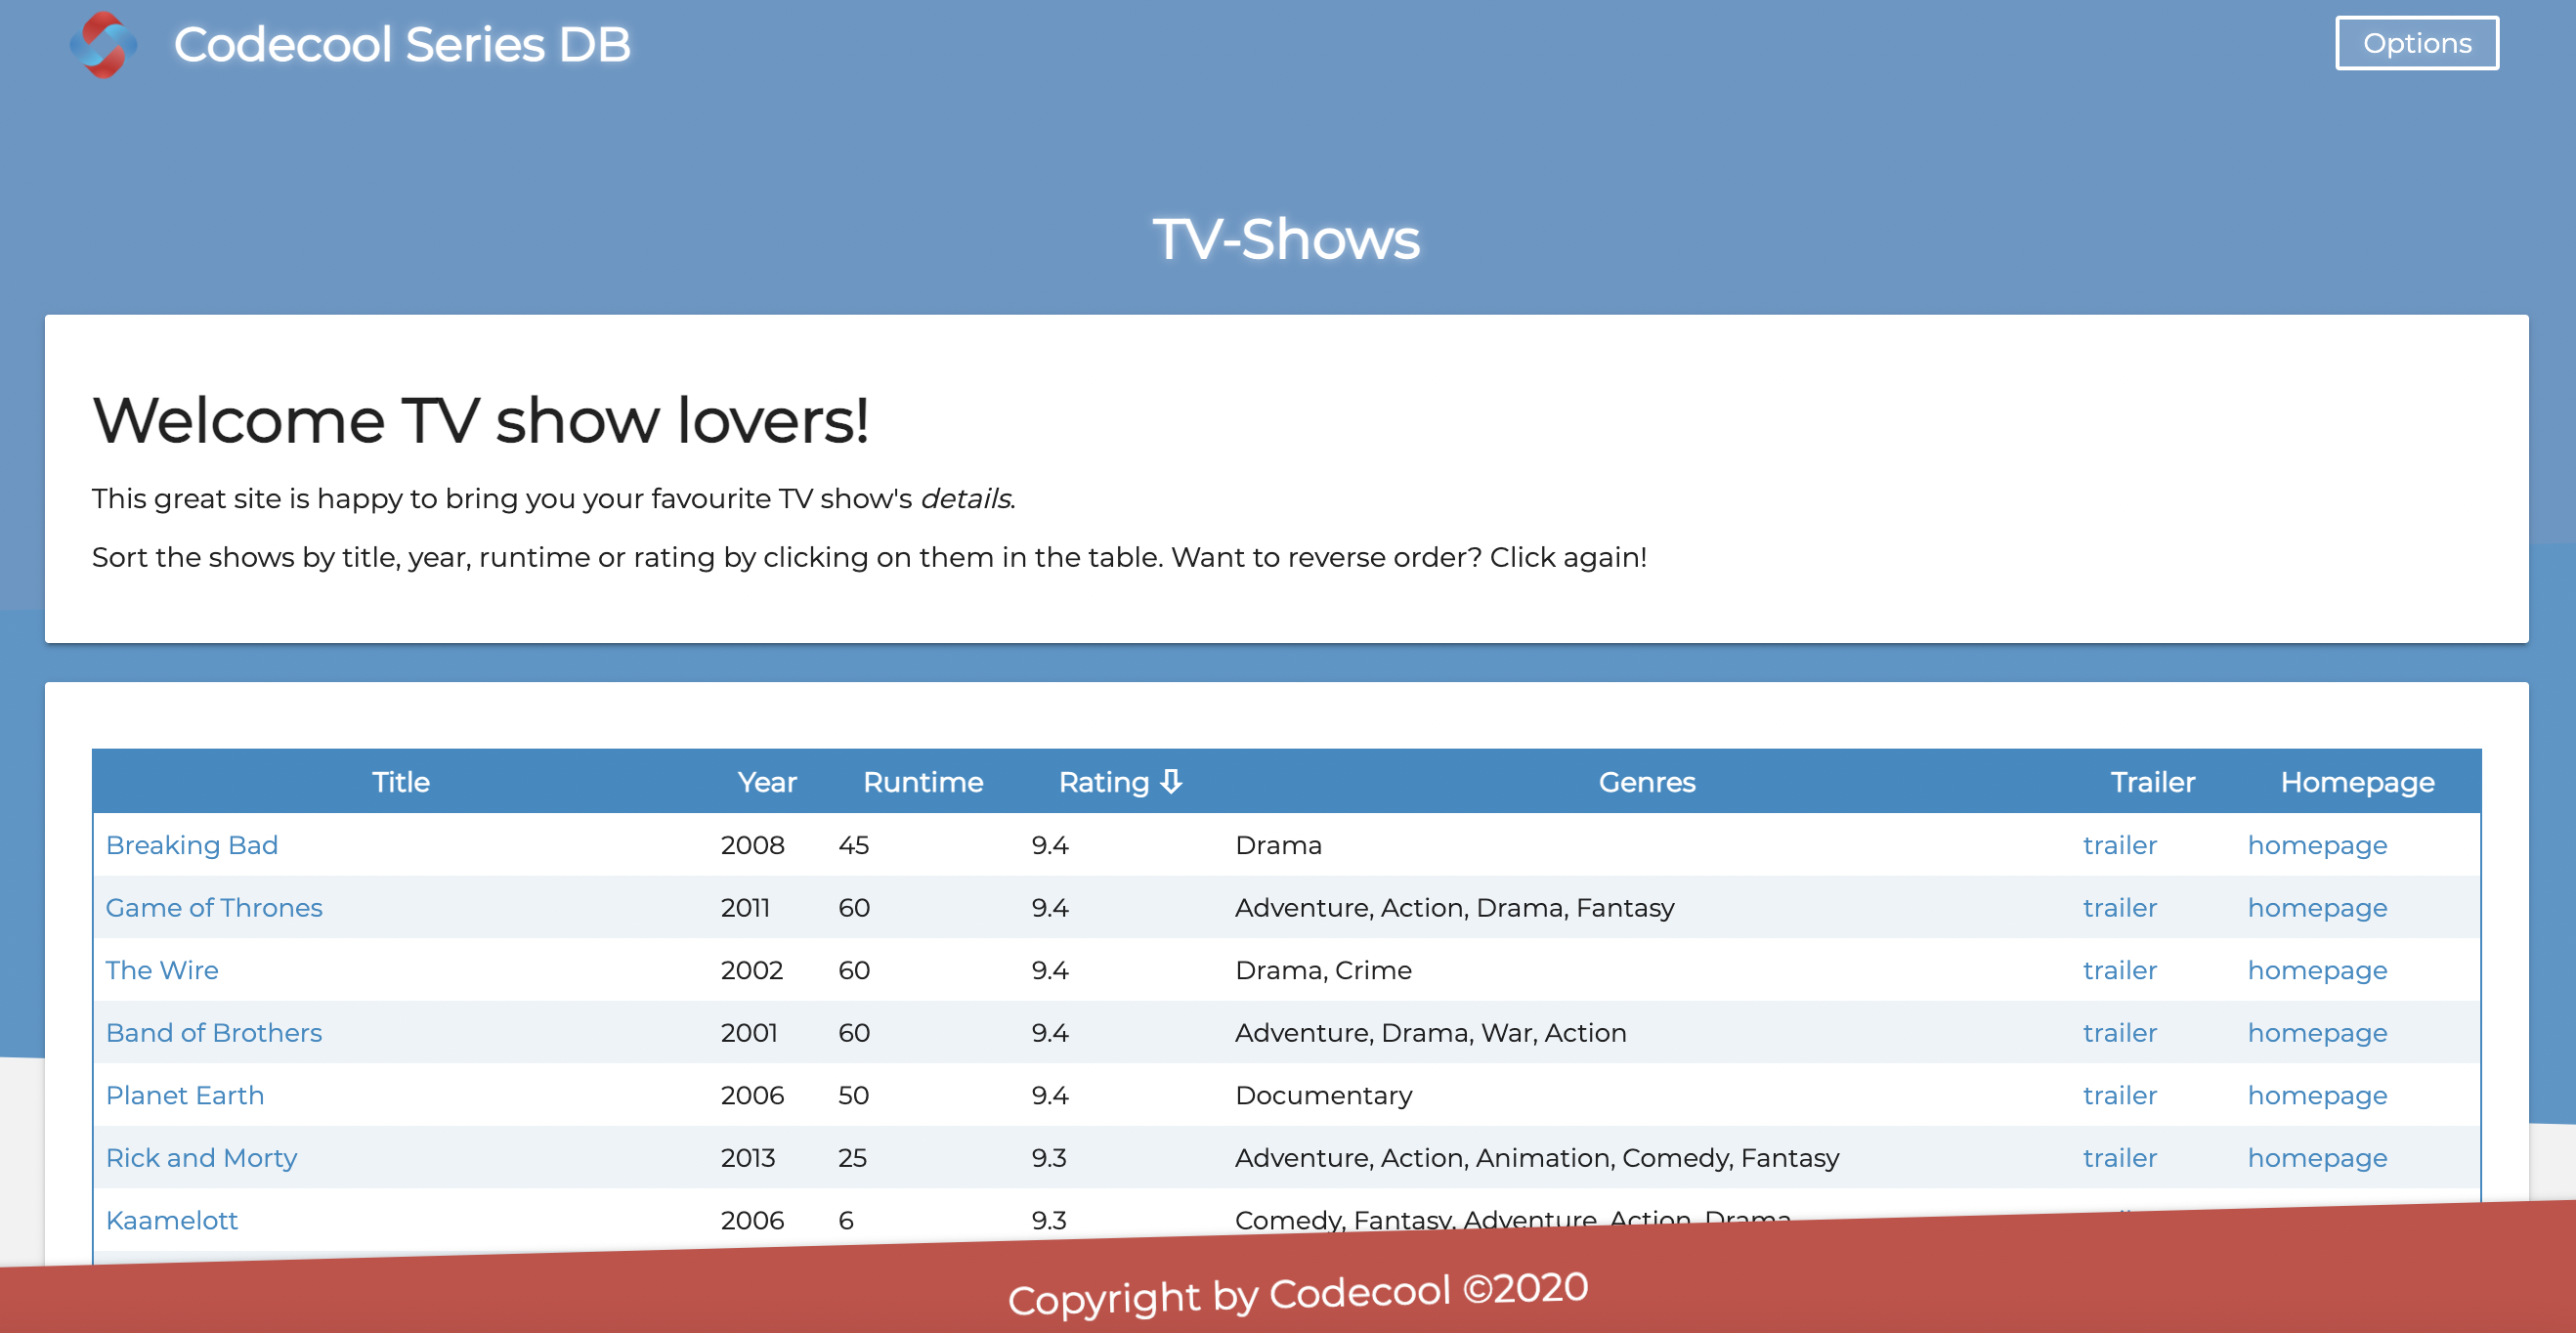 Codecool Series DB
Options
TV-Shows
Welcome TV show lovers!
This great site is happy to bring you your favourite TV show's details.
Sort the shows by title, year, runtime or rating by clicking on them in the table. Want to reverse order? Click again!
Title Year Runtime Rating ⇩ Genres Trailer Homepage
Breaking Bad 2008 45 9.4 Drama trailer homepage
Game of Thrones 2011 60 9.4 Adventure, Action, Drama, Fantasy trailer homepage
The Wire 2002 60 9.4 Drama, Crime trailer homepage
Band of Brothers 2001 60 9.4 Adventure, Drama, War, Action trailer homepage
Planet Earth 2006 50 9.4 Documentary trailer homepage
Rick and Morty 2013 25 9.3 Adventure, Action, Animation, Comedy, Fantasy trailer homepage
Kaamelott 2006 6 9.3 Comedy, Fantasy, Adventure, Action, Drama
Copyright by Codecool ©2020